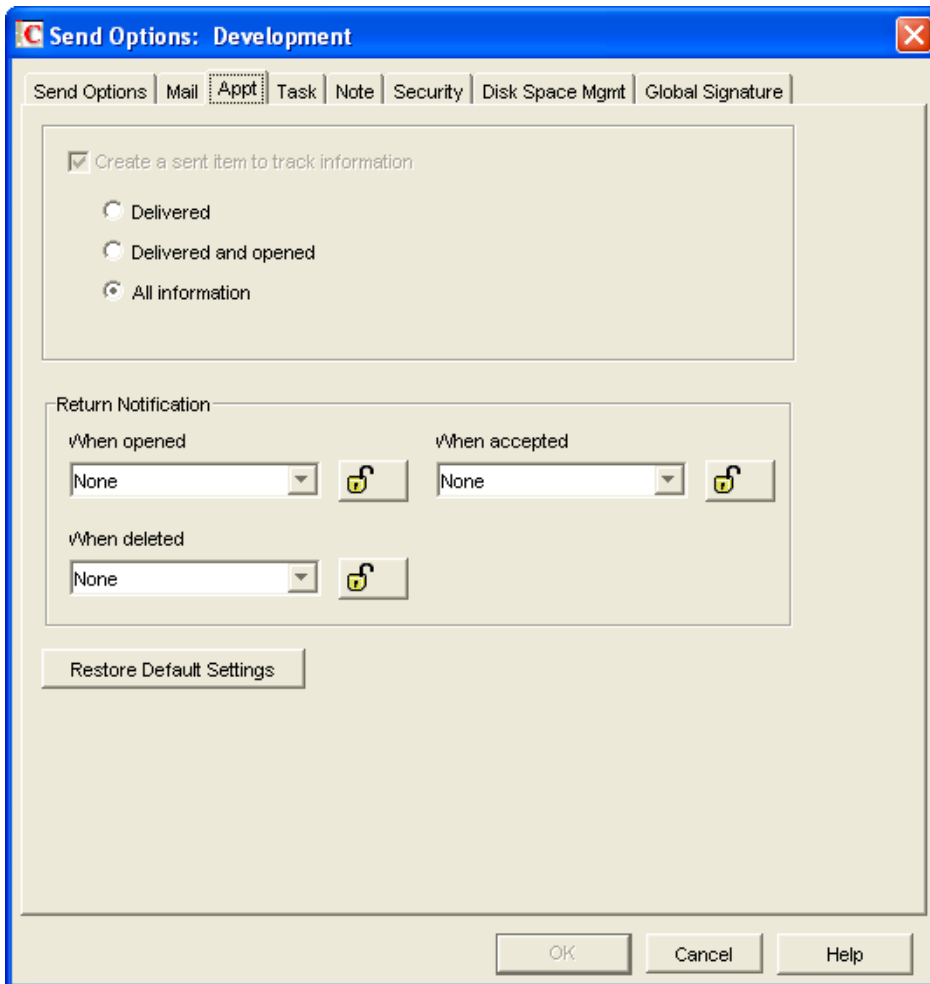 C Send Options: Development
Send Options Mail Appt Task Note Security Disk Space Mgmt Global Signature
Create a sent item to track information
Delivered
Delivered and opened
All information
Return Notification
When opened When accepted
None None
When deleted
None
Restore Default Settings
OK Cancel Help